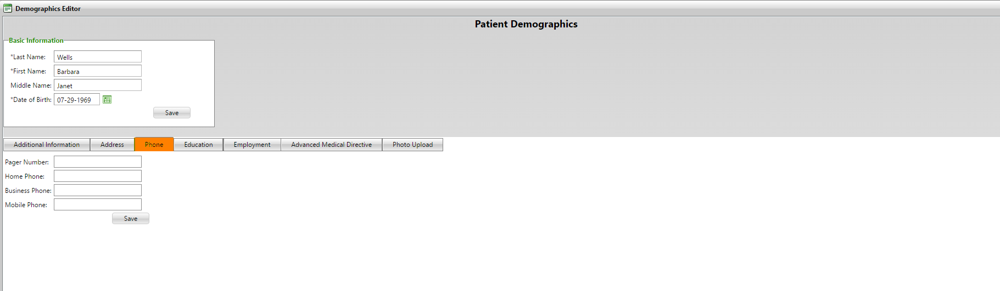 Demographics Editor
Patient Demographics
Basic Information
*Last Name: Wells
*First Name: Barbara
Middle Name: Janet
*Date of Birth: 07-29-1969
Save
Additional Information Address Phone Education Employment Advanced Medical Directive Photo Upload
Pager Number:
Home Phone:
Business Phone:
Mobile Phone:
Save